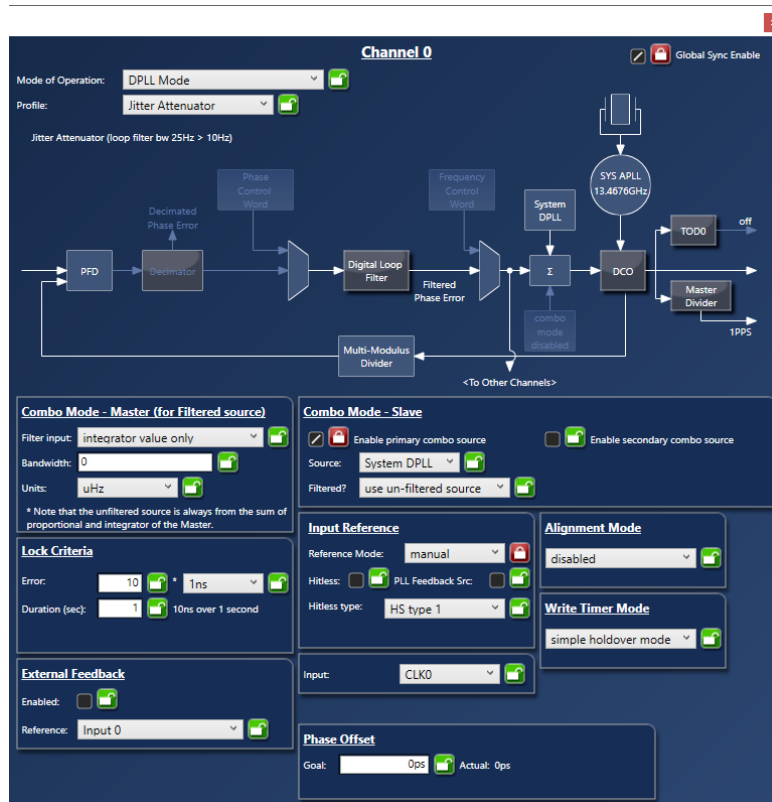 Channel 0
Global Sync Enable
Mode of Operation: DPLL Mode
Profile: Jitter Attenuator
Jitter Attenuator (loop filter bw 25Hz > 10Hz)
Phase
Control
Word
Frequency
Control
Word
SYS APLL
13.4676GHz
Decimated
Phase Error
System
DPLL
TOD0
off
PFD
Decimator
Digital Loop
Filter
Filtered
Phase Error
Σ
DCO
Master
Divider
1PPS
combo
mode
disabled
Multi-Modulus
Divider
<To Other Channels>
Combo Mode - Master (for Filtered source)
Filter input: integrator value only
Bandwidth: 0
Units: uHz
* Note that the unfiltered source is always from the sum of
proportional and integrator of the Master.
Combo Mode - Slave
Enable primary combo source
Enable secondary combo source
Source: System DPLL
Filtered? use un-filtered source
Lock Criteria
Error: 10 * 1ns
Duration (sec): 1 10ns over 1 second
Input Reference
Reference Mode: manual
Hitless: PLL Feedback Src:
Hitless type: HS type 1
Alignment Mode
disabled
Write Timer Mode
simple holdover mode
External Feedback
Enabled:
Reference: Input 0
Input: CLK0
Phase Offset
Goal: 0ps Actual: 0ps